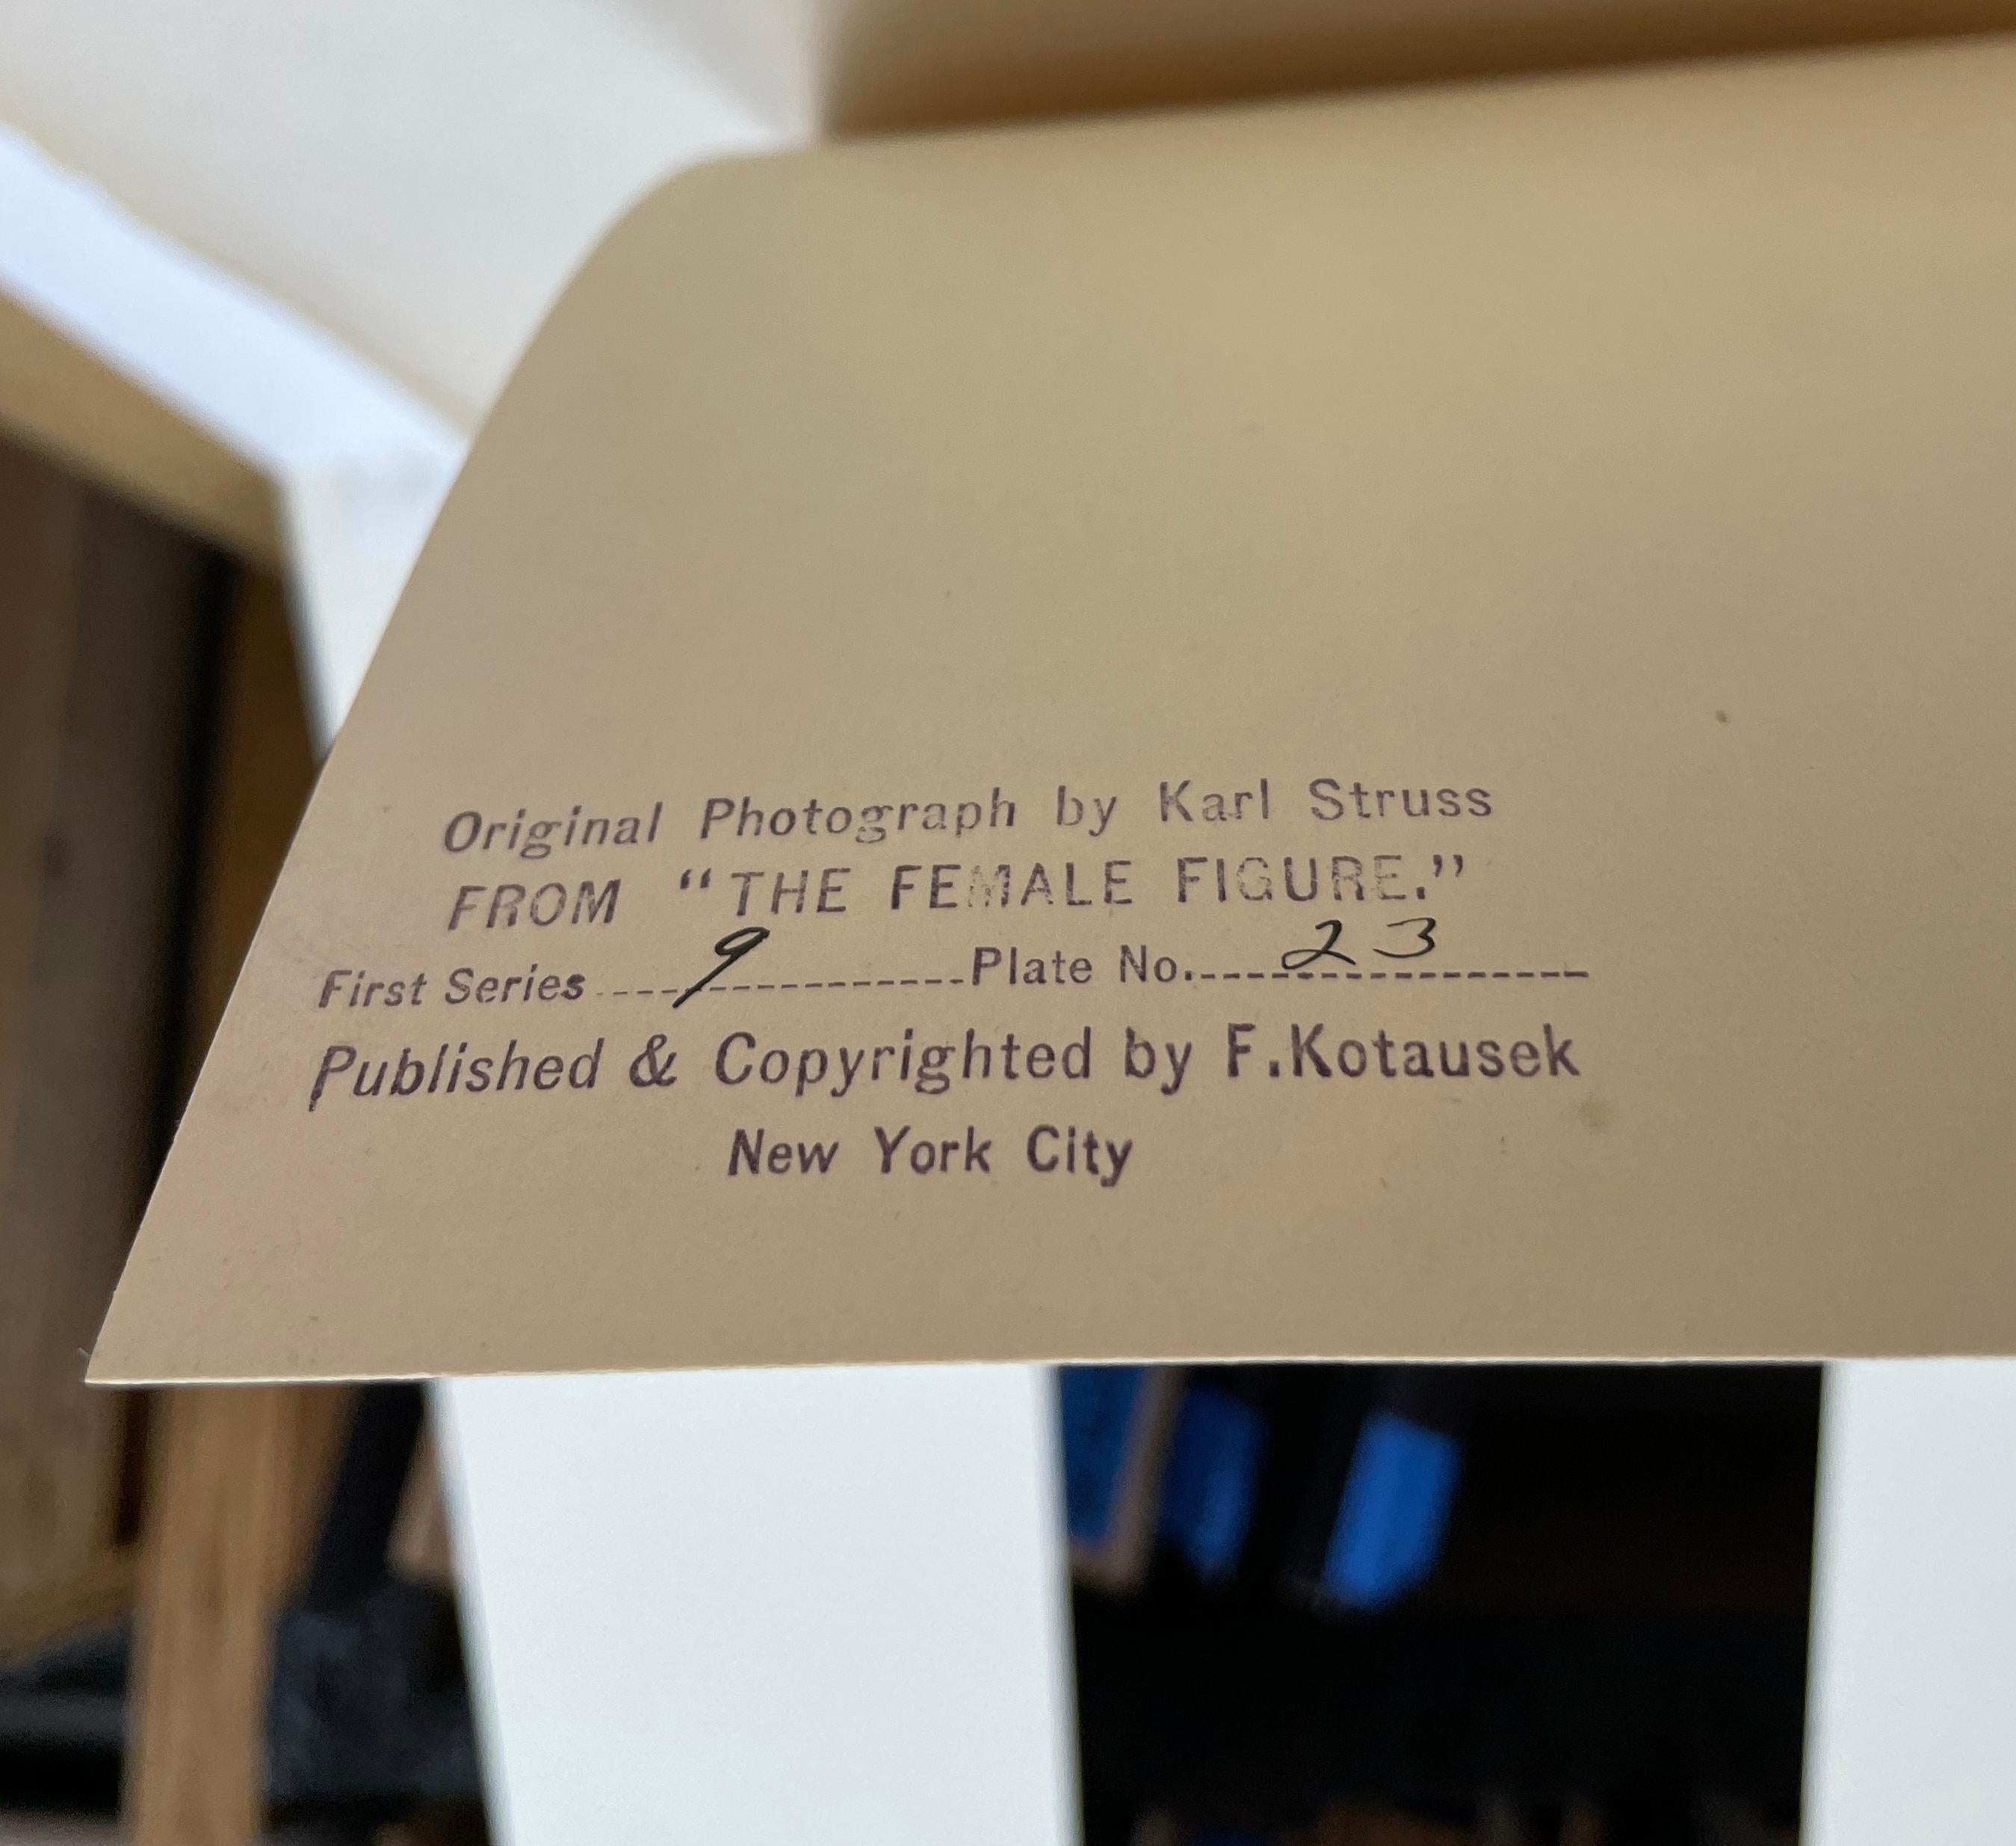 Original Photograph by Karl Struss
FROM "THE FEMALE FIGURE."
First Series 9 Plate No. 23
Published & Copyrighted by F.Kotausek
New York City